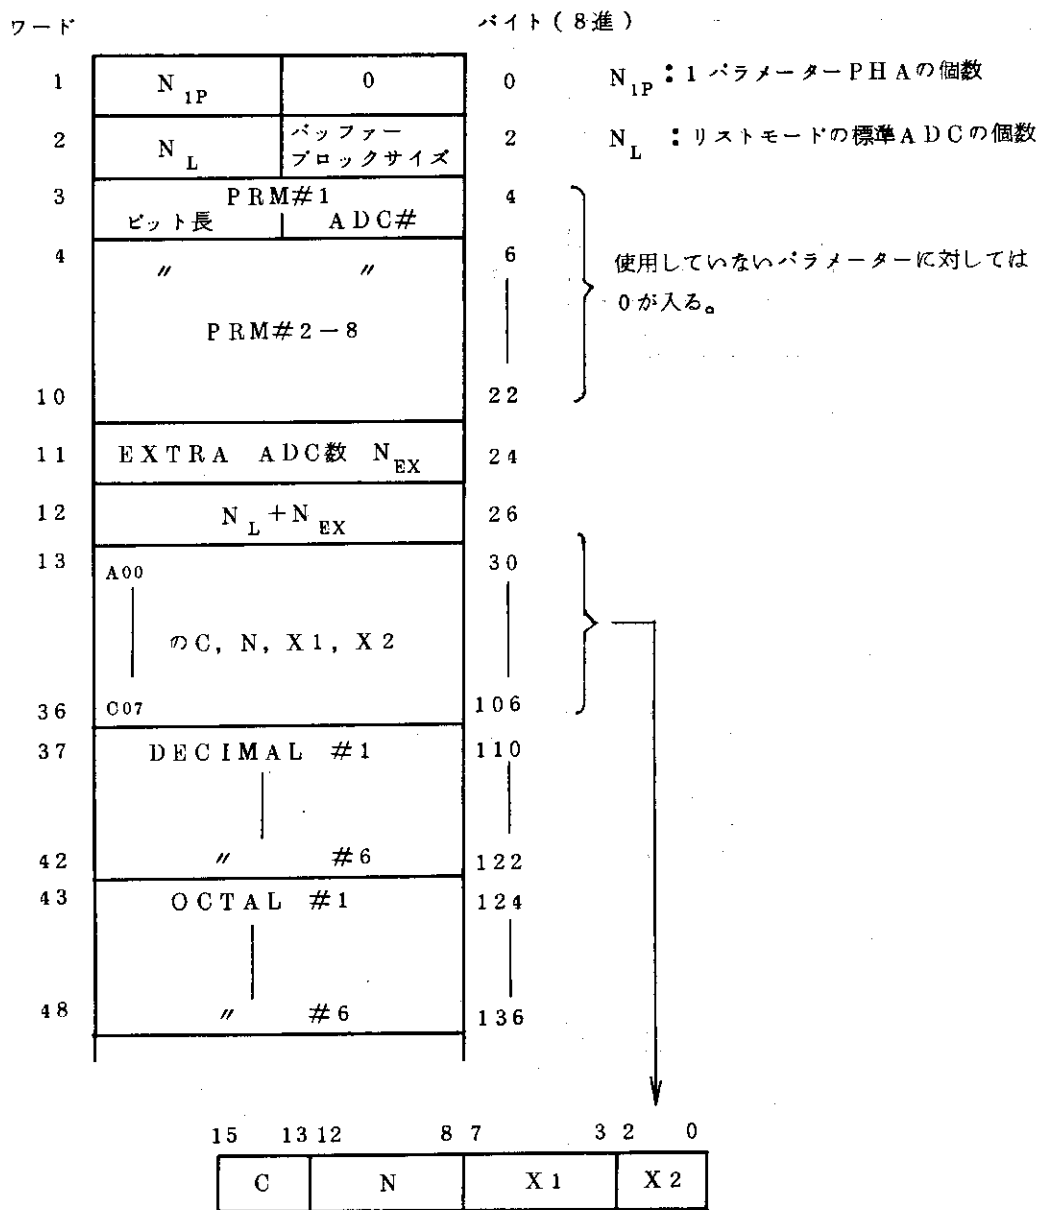 ワード バイト(8進)
1 N1P 0 0 N1P:1パラメーターPHAの個数
2 NL バッファー ブロックサイズ 2 NL:リストモードの標準ADCの個数
3 PRM#1 4
ビット長 ADC#
4 〃 〃 6 使用していないパラメーターに対しては
0が入る。
PRM#2-8
10 22
11 EXTRA ADC数 NEX 24
12 NL+NEX 26
13 A00 30
のC, N, X1, X2
36 C07 106
37 DECIMAL #1 110
42 〃 #6 122
43 OCTAL #1 124
48 〃 #6 136
15 13 12 8 7 3 2 0
C N X1 X2